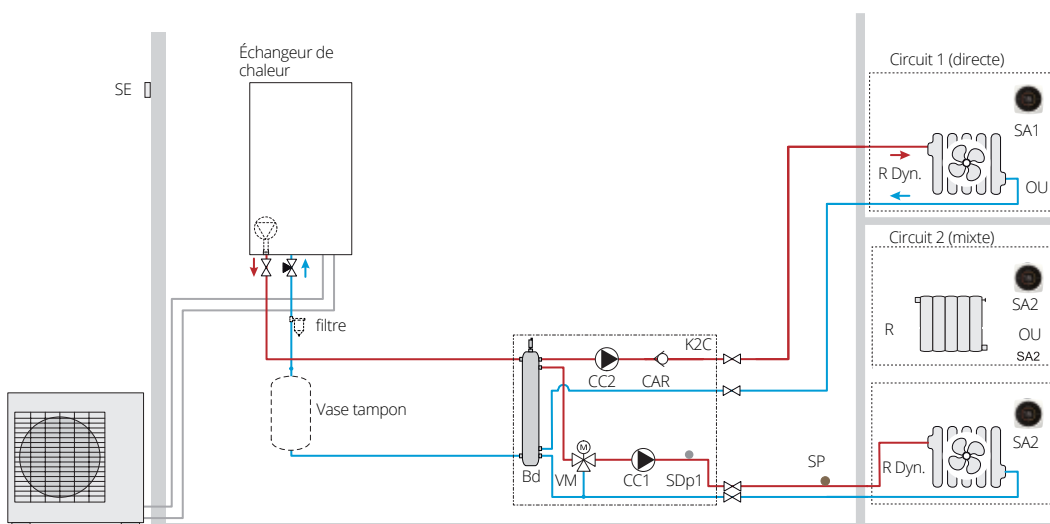 Échangeur de
chaleur
SE
filtre
Vase tampon
K2C
CC2
CAR
Bd
VM
M
CC1
SDp1
SP
Circuit 1 (directe)
SA1
R Dyn.
OU
Circuit 2 (mixte)
SA2
R
OU
SA2
SA2
R Dyn.